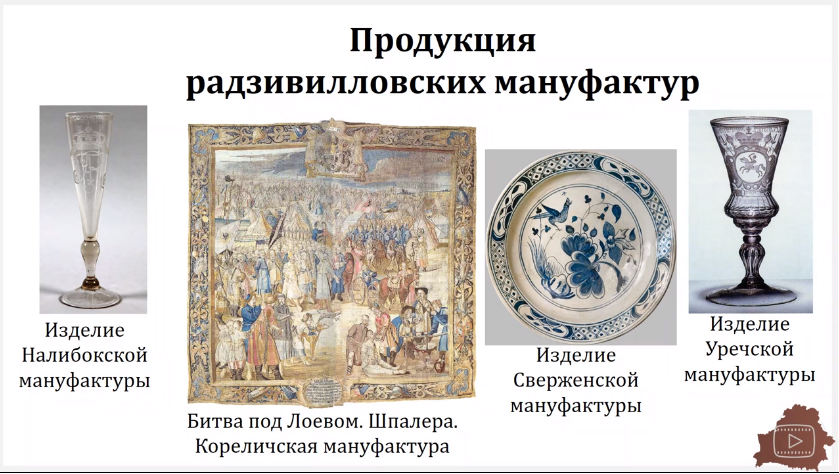 Продукция
радзивилловских мануфактур
Изделие
Налибокской
мануфактуры
Битва под Лоевом. Шпалера.
Кореличская мануфактура
Изделие
Сверженской
мануфактуры
Изделие
Уречской
мануфактуры